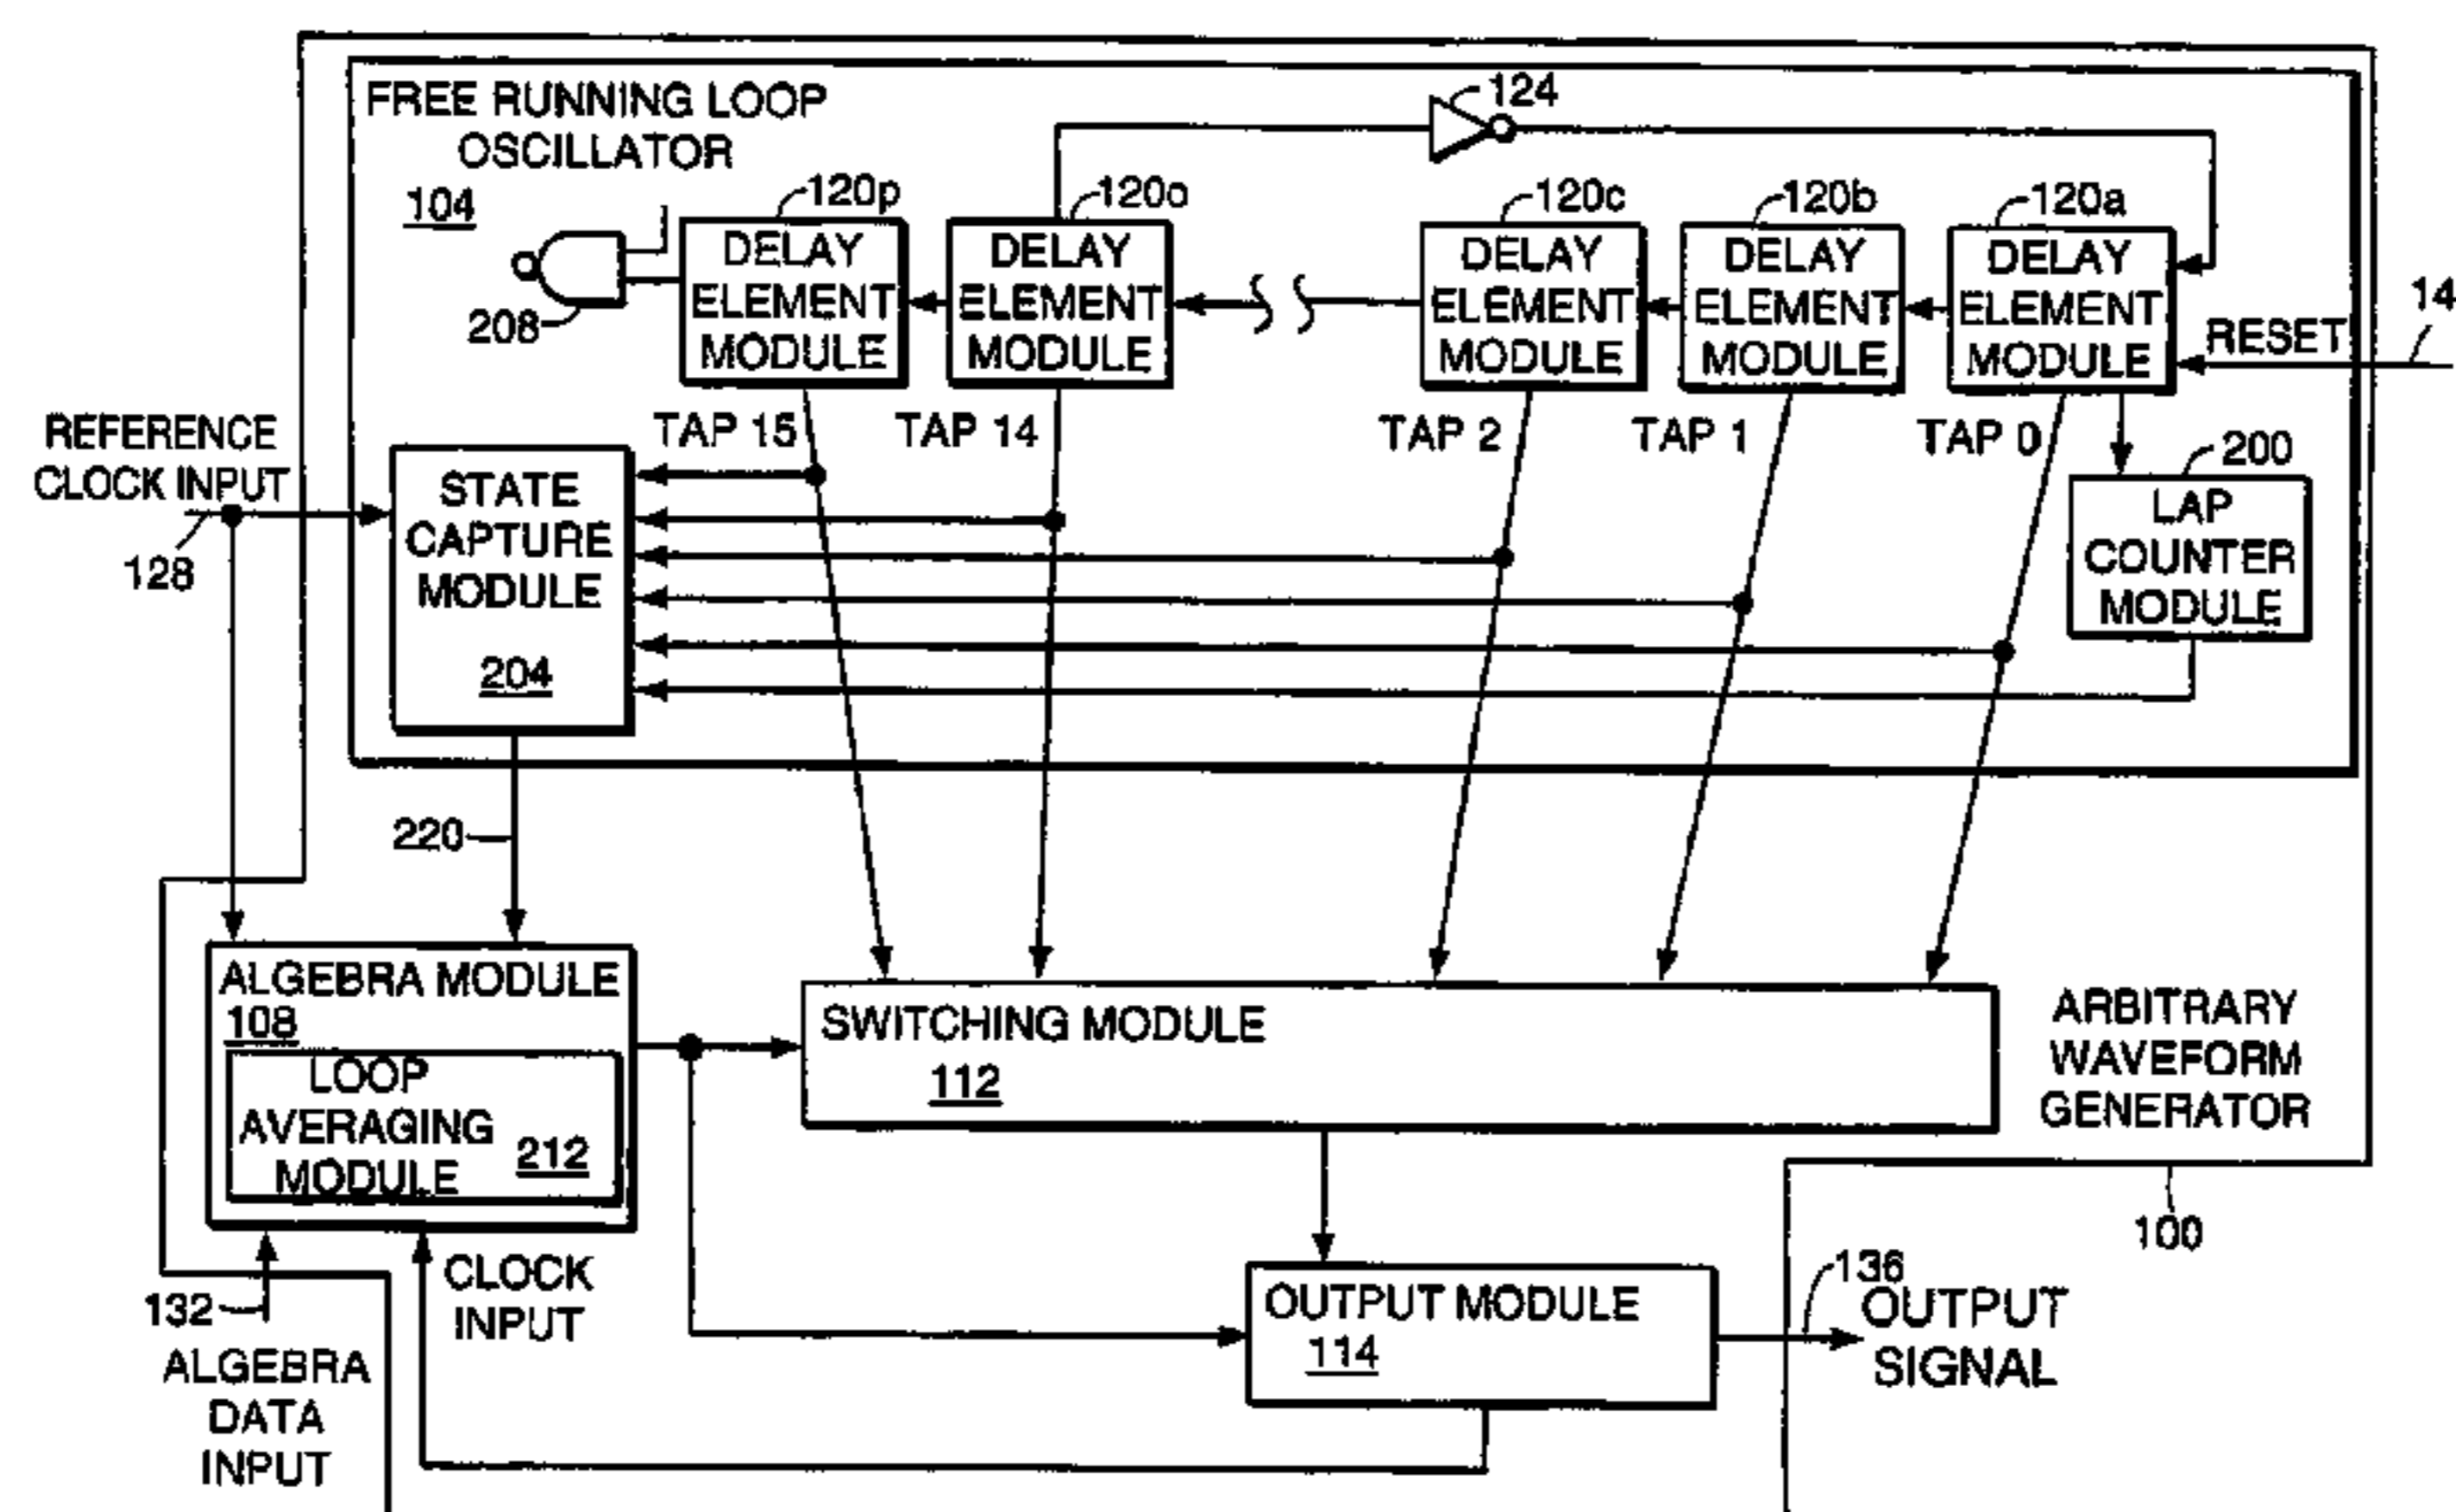 FREE RUNNING LOOP
OSCILLATOR
104
124
120p
120o
120c
120b
120a
DELAY
ELEMENT
MODULE
DELAY
ELEMENT
MODULE
DELAY
ELEMENT
MODULE
DELAY
ELEMENT
MODULE
DELAY
ELEMENT
MODULE
208
RESET
14
REFERENCE
CLOCK INPUT
128
TAP 15
TAP 14
TAP 2
TAP 1
TAP 0
200
LAP
COUNTER
MODULE
STATE
CAPTURE
MODULE
204
220
ALGEBRA MODULE
108
LOOP
AVERAGING
MODULE
212
SWITCHING MODULE
112
ARBITRARY
WAVEFORM
GENERATOR
100
132
ALGEBRA
DATA
INPUT
CLOCK
INPUT
OUTPUT MODULE
114
136
OUTPUT
SIGNAL